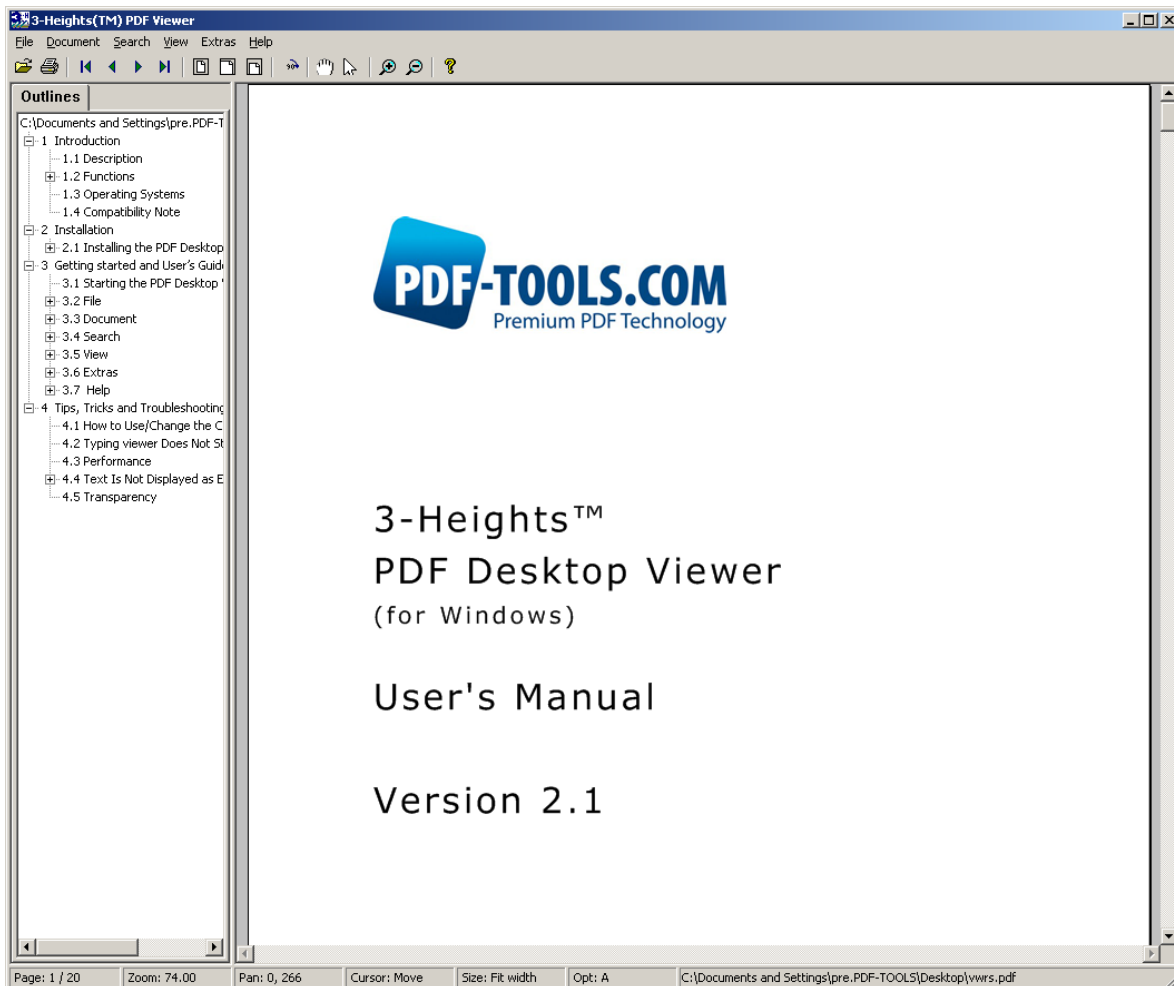 3-Heights(TM) PDF Viewer
File Document Search View Extras Help
90°
Outlines
C:\Documents and Settings\pre.PDF-T
1 Introduction
1.1 Description
1.2 Functions
1.3 Operating Systems
1.4 Compatibility Note
2 Installation
2.1 Installing the PDF Desktop
3 Getting started and User's Guid
3.1 Starting the PDF Desktop
3.2 File
3.3 Document
3.4 Search
3.5 View
3.6 Extras
3.7 Help
4 Tips, Tricks and Troubleshooting
4.1 How to Use/Change the C
4.2 Typing viewer Does Not St
4.3 Performance
4.4 Text Is Not Displayed as E
4.5 Transparency
PDF-TOOLS.COM
Premium PDF Technology
3-Heights™
PDF Desktop Viewer
(for Windows)
User's Manual
Version 2.1
Page: 1 / 20 Zoom: 74.00 Pan: 0, 266 Cursor: Move Size: Fit width Opt: A C:\Documents and Settings\pre.PDF-TOOLS\Desktop\vwrs.pdf